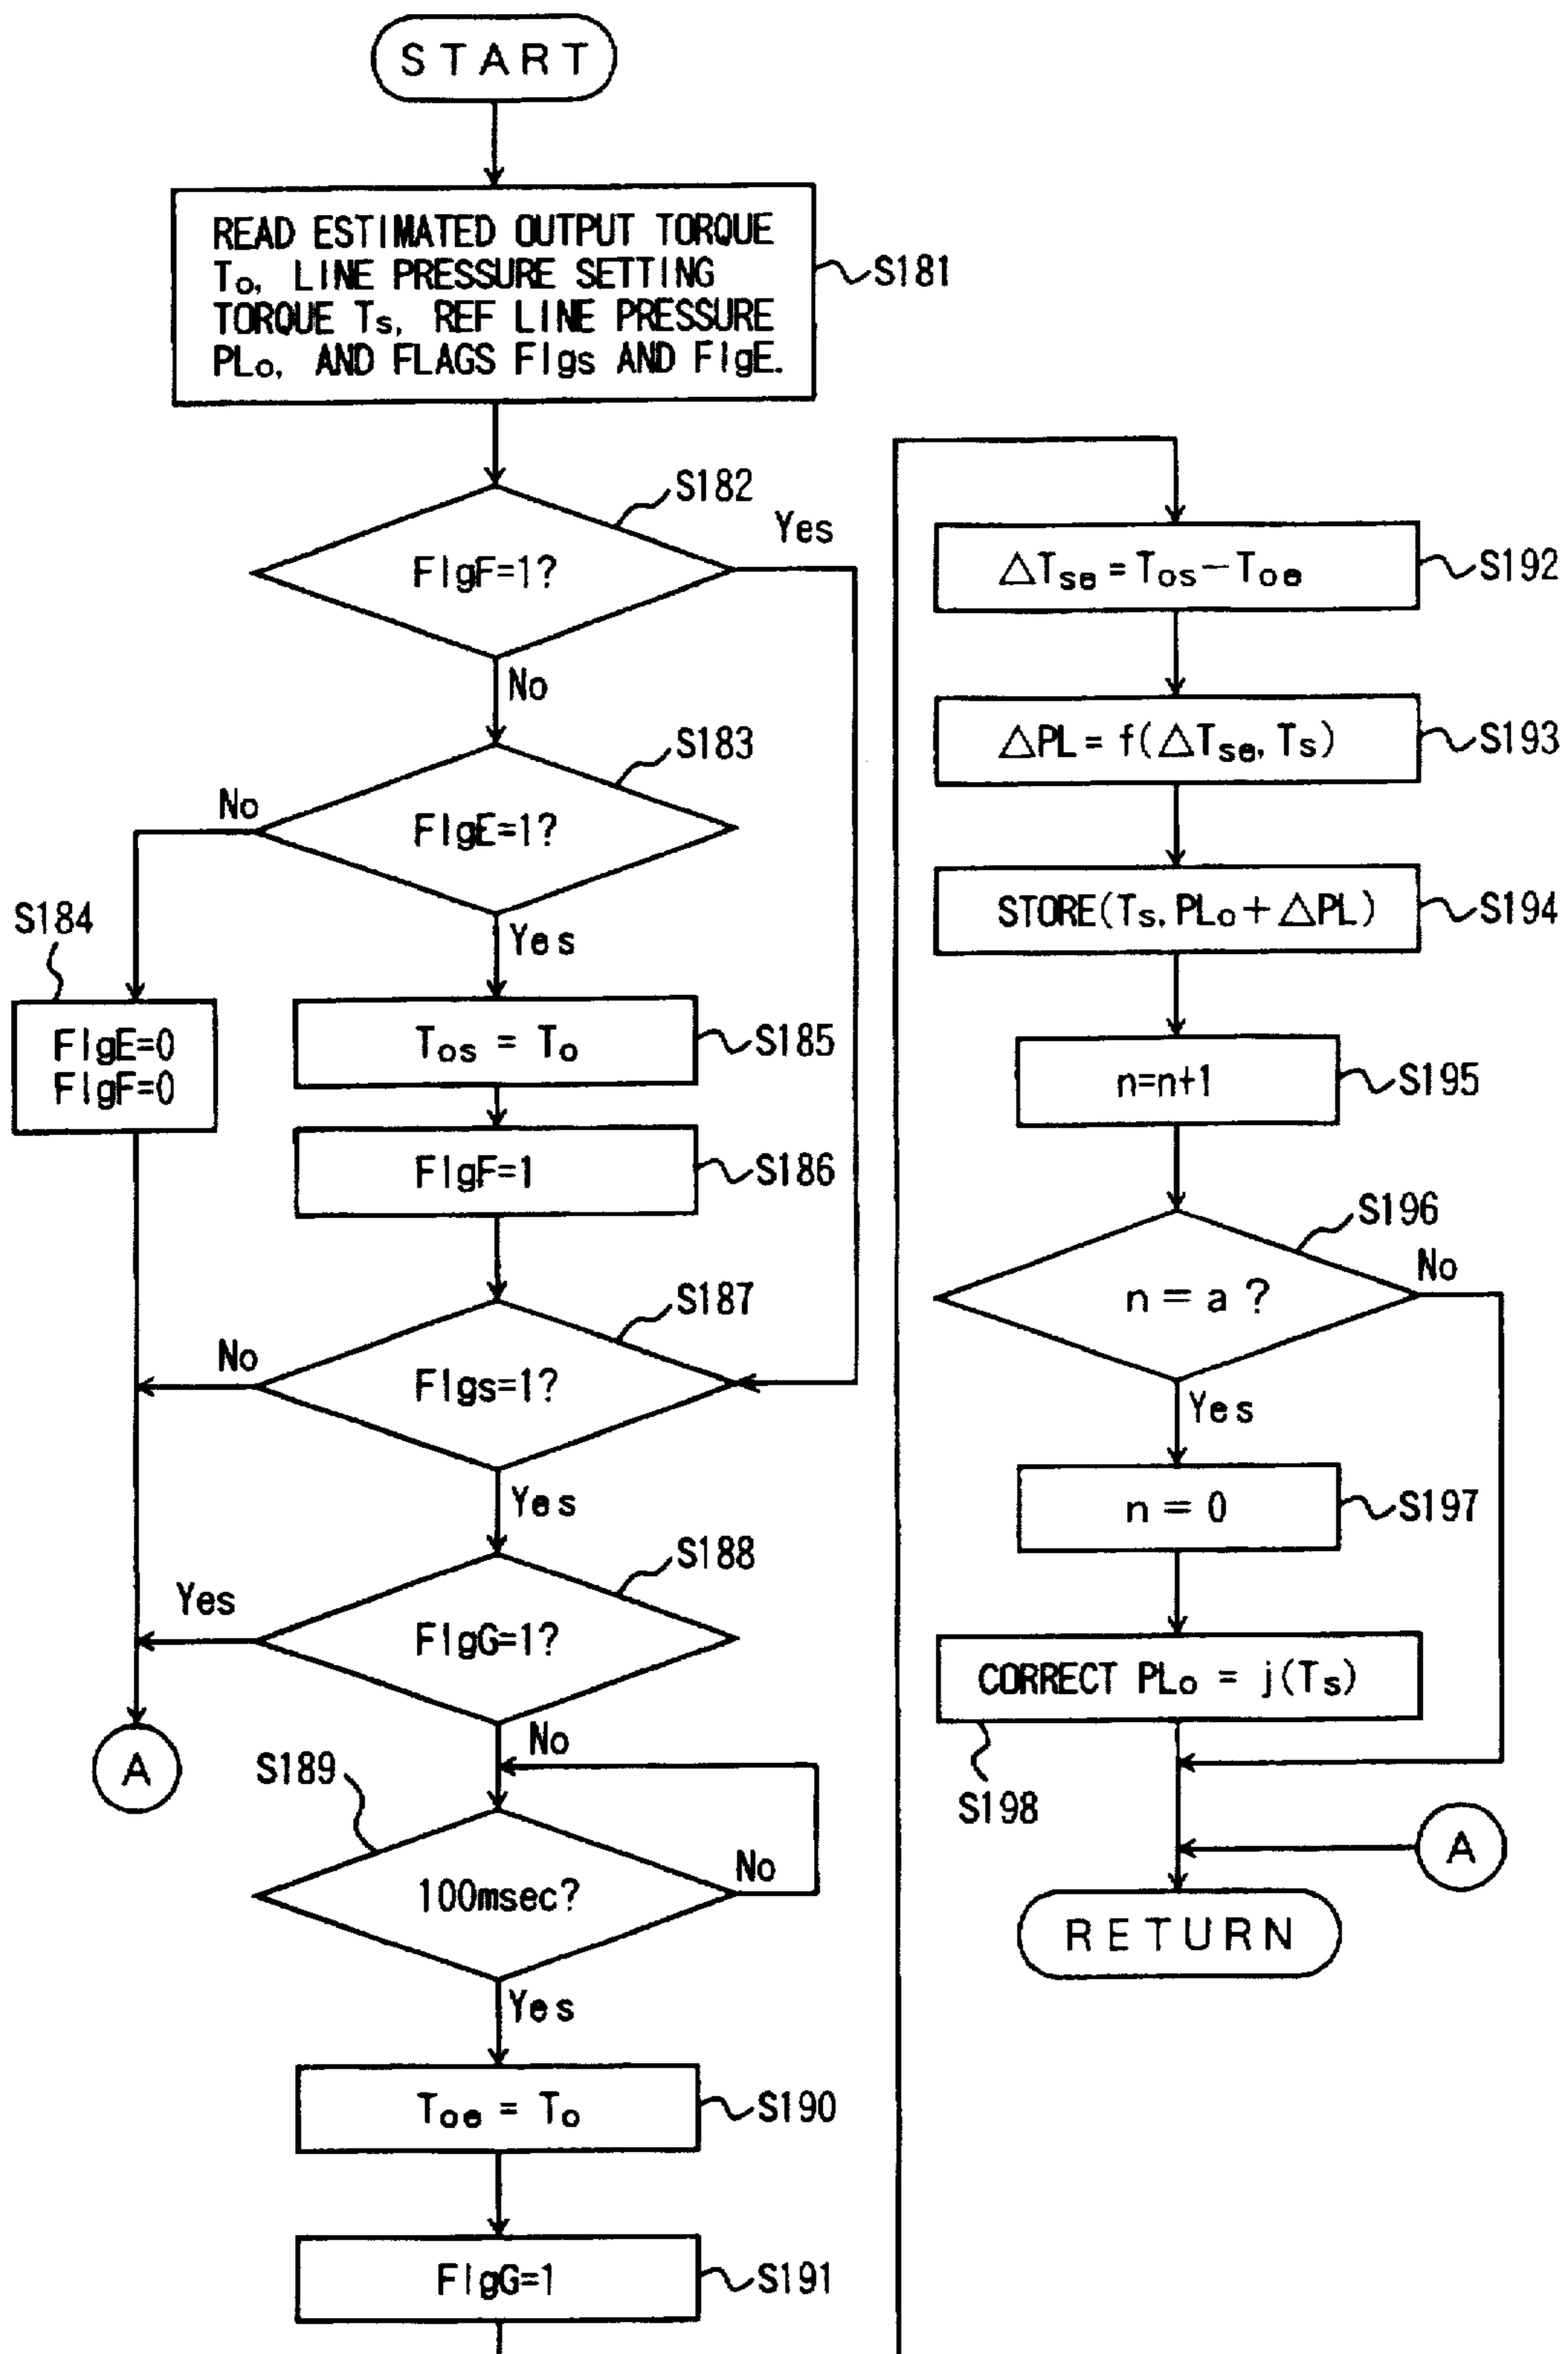 START
READ ESTIMATED OUTPUT TORQUE
To, LINE PRESSURE SETTING
TORQUE Ts, REF LINE PRESSURE
PLo, AND FLAGS Flgs AND FlgE.
S181
S182
FlgF=1?
Yes
No
S183
FlgE=1?
No
Yes
S184
FlgE=0
FlgF=0
Tos = To
S185
FlgF=1
S186
S187
Flgs=1?
No
Yes
S188
FlgG=1?
Yes
No
A
S189
100msec?
No
Yes
Toe = To
S190
FlgG=1
S191
△Tse = Tos − Toe
S192
△PL = f(△Tse, Ts)
S193
STORE(Ts, PLo + △PL)
S194
n=n+1
S195
S196
n = a ?
No
Yes
n = 0
S197
CORRECT PLo = j(Ts)
S198
A
RETURN